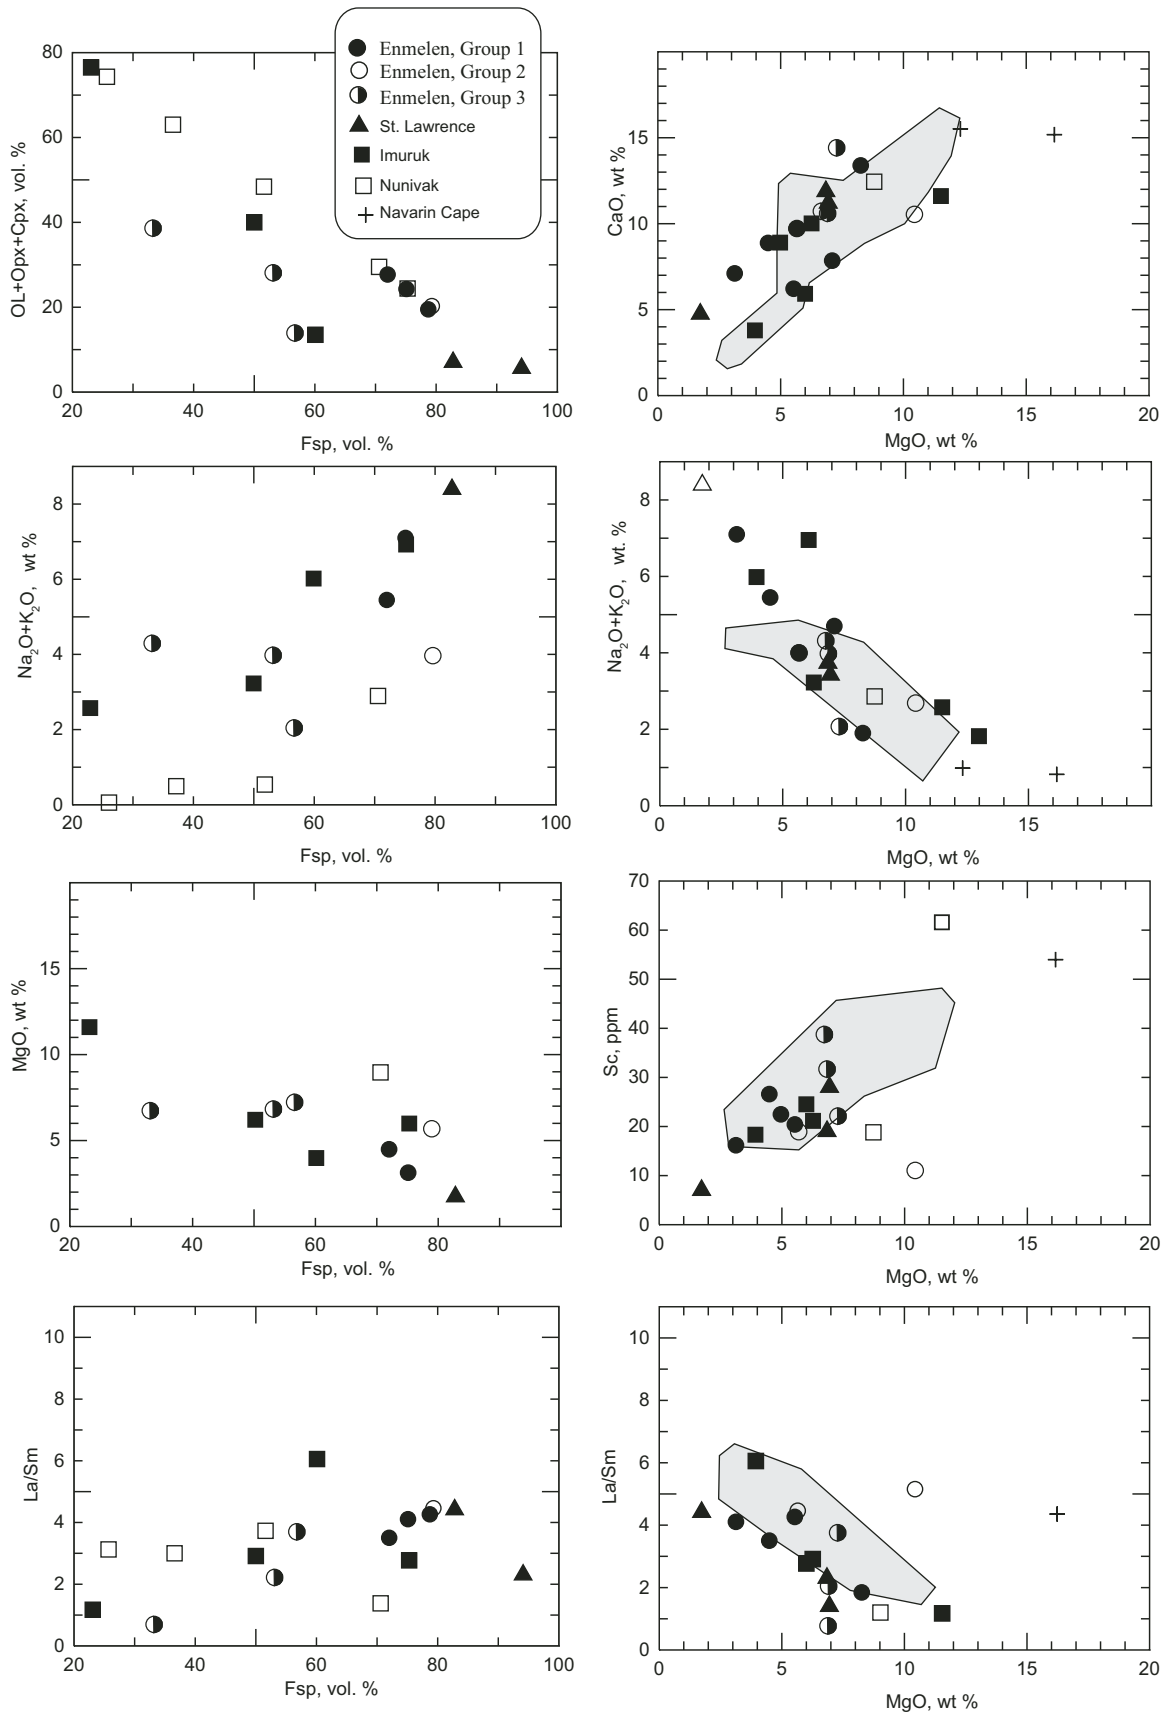 Enmelen, Group 1
Enmelen, Group 2
Enmelen, Group 3
St. Lawrence
Imuruk
Nunivak
Navarin Cape
80
60
40
20
0
OL+Opx+Cpx, vol. %
20 40 60 80 100
Fsp, vol. %
15
10
5
0
CaO, wt %
0 5 10 15 20
MgO, wt %
8
6
4
2
0
Na2O+K2O, wt %
20 40 60 80 100
Fsp, vol. %
8
6
4
2
0
Na2O+K2O, wt. %
0 5 10 15
MgO, wt %
15
10
5
0
MgO, wt %
20 40 60 80
Fsp, vol. %
70
60
50
40
30
20
10
0
Sc, ppm
0 5 10 15 20
MgO, wt %
10
8
6
4
2
0
La/Sm
20 40 60 80 100
Fsp, vol. %
10
8
6
4
2
0
La/Sm
0 5 10 15 20
MgO, wt %